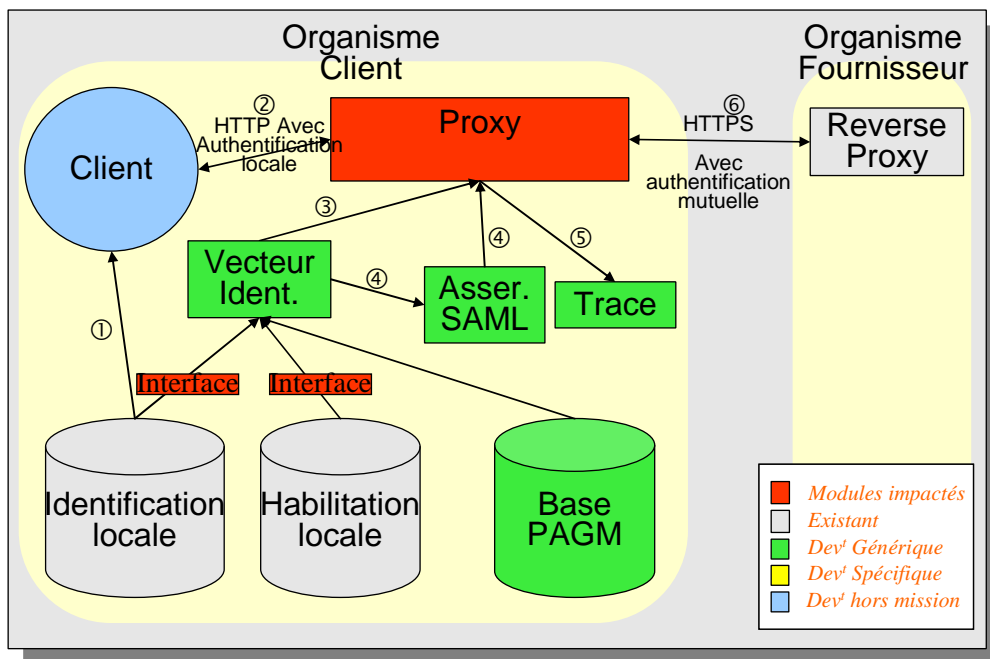 Organisme
Client
Organisme
Fournisseur
②
HTTP Avec
Authentification
locale
Client
Proxy
⑥
HTTPS
Avec
authentification
mutuelle
Reverse
Proxy
③
Vecteur
Ident.
④
④
Asser.
SAML
⑤
Trace
①
Interface
Interface
Identification
locale
Habilitation
locale
Base
PAGM
Modules impactés
Existant
Devᵗ Générique
Devᵗ Spécifique
Devᵗ hors mission